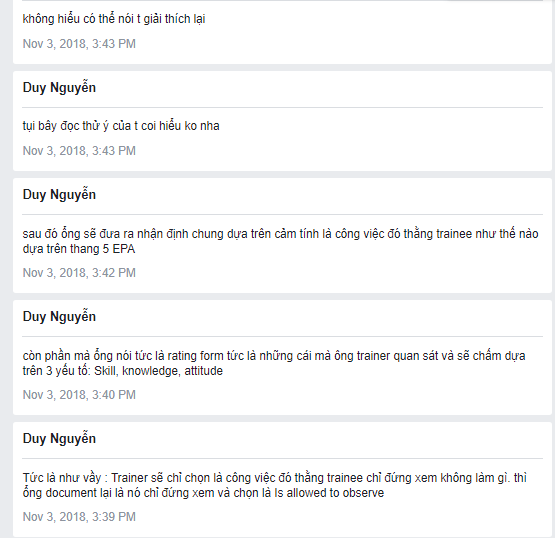 không hiểu có thể nói t giải thích lại
Nov 3, 2018, 3:43 PM
Duy Nguyễn
tụi bây đọc thử ý của t coi hiểu ko nha
Nov 3, 2018, 3:43 PM
Duy Nguyễn
sau đó ổng sẽ đưa ra nhận định chung dựa trên cảm tính là công việc đó thằng trainee như thế nào
dựa trên thang 5 EPA
Nov 3, 2018, 3:42 PM
Duy Nguyễn
còn phần mà ổng nói tức là rating form tức là những cái mà ông trainer quan sát và sẽ chấm dựa
trên 3 yếu tố: Skill, knowledge, attitude
Nov 3, 2018, 3:40 PM
Duy Nguyễn
Tức là như vầy : Trainer sẽ chỉ chọn là công việc đó thằng trainee chỉ đứng xem không làm gì. thì
ổng document lại là nó chỉ đứng xem và chọn là Is allowed to observe
Nov 3, 2018, 3:39 PM